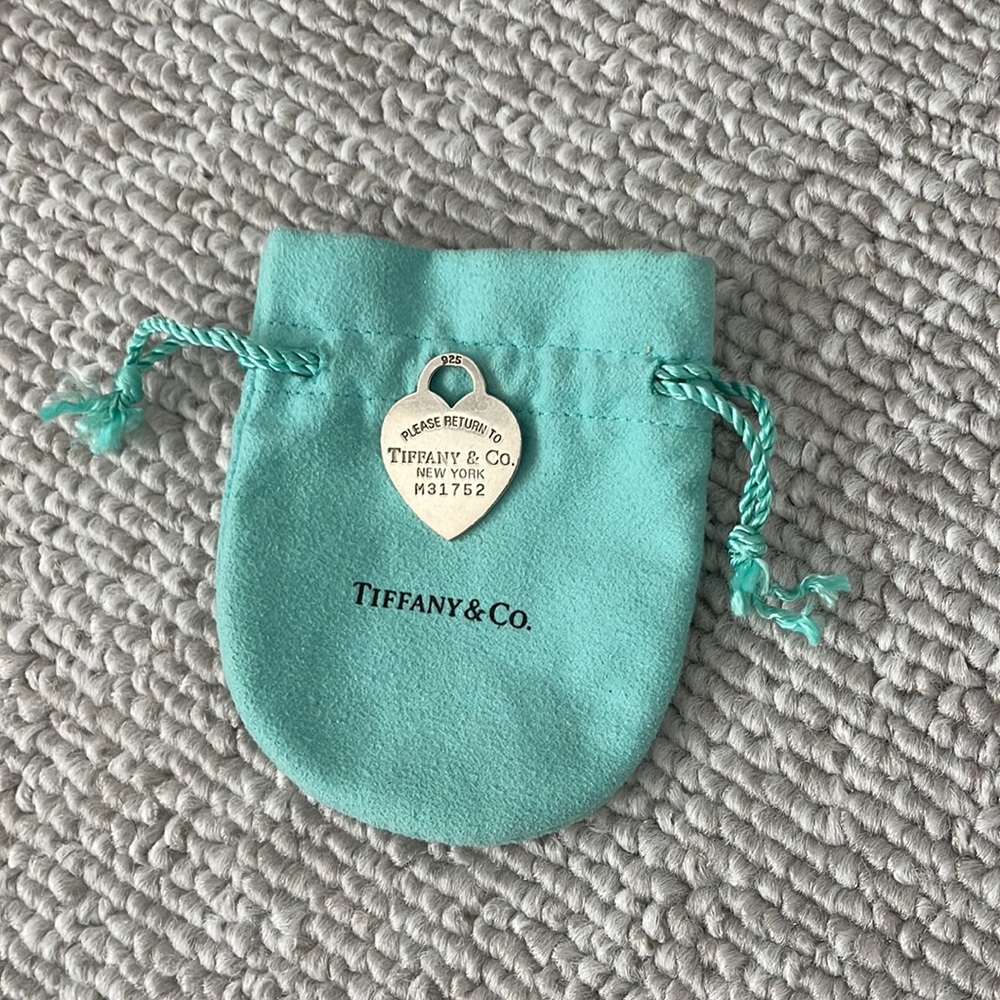 925
PLEASE RETURN TO
TIFFANY & CO.
NEW YORK
M31752
TIFFANY & CO.